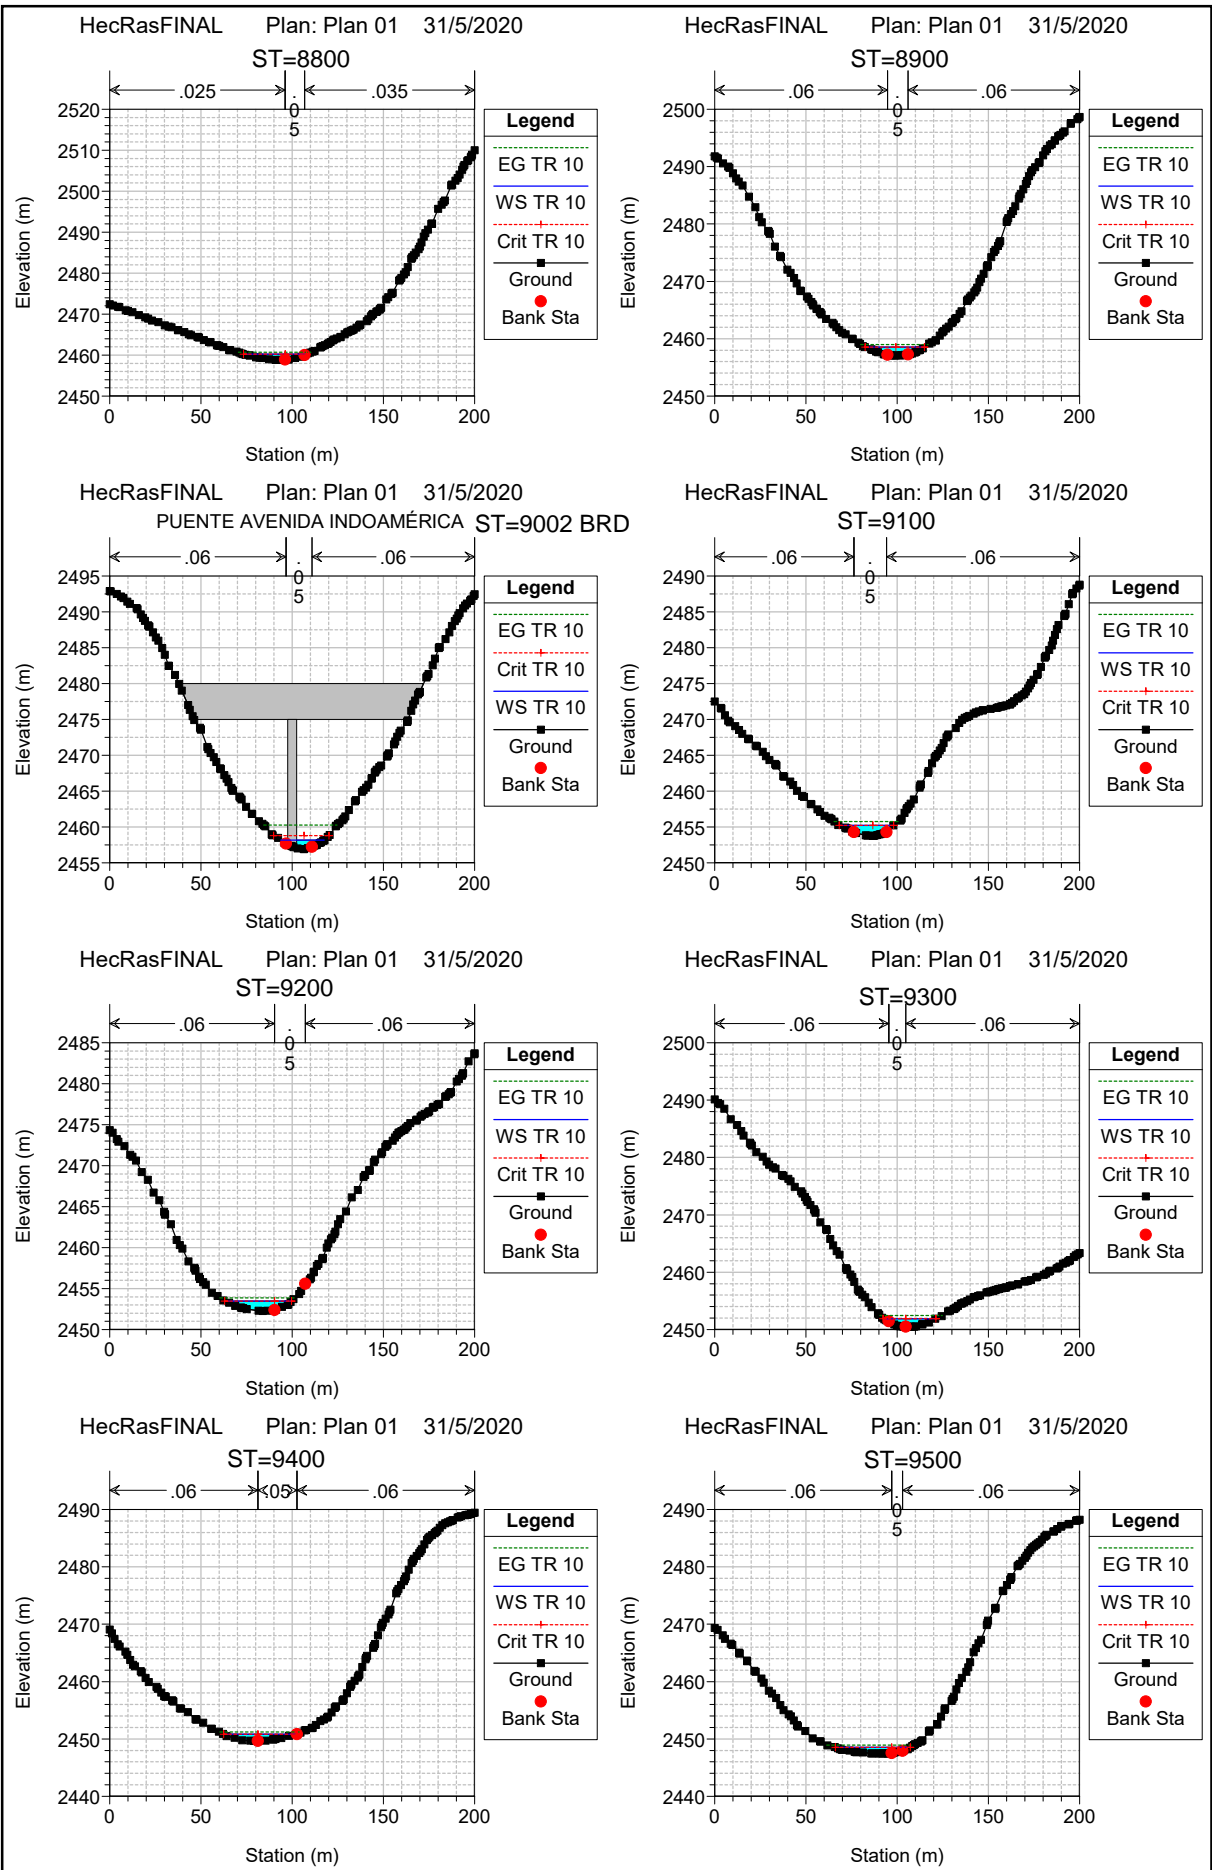 HecRasFINAL Plan: Plan 01 31/5/2020
ST=8800
.025 .05 .035
2520
2510
2500
2490
2480
2470
2460
2450
Elevation (m)
0 50 100 150 200
Station (m)
Legend
EG TR 10
WS TR 10
Crit TR 10
Ground
Bank Sta
HecRasFINAL Plan: Plan 01 31/5/2020
ST=8900
.06 .05 .06
2500
2490
2480
2470
2460
2450
Elevation (m)
0 50 100 150 200
Station (m)
Legend
EG TR 10
WS TR 10
Crit TR 10
Ground
Bank Sta
HecRasFINAL Plan: Plan 01 31/5/2020
PUENTE AVENIDA INDOAMÉRICA ST=9002 BRD
.06 .05 .06
2495
2490
2485
2480
2475
2470
2465
2460
2455
Elevation (m)
0 50 100 150 200
Station (m)
Legend
EG TR 10
Crit TR 10
WS TR 10
Ground
Bank Sta
HecRasFINAL Plan: Plan 01 31/5/2020
ST=9100
.06 .05 .06
2490
2485
2480
2475
2470
2465
2460
2455
2450
Elevation (m)
0 50 100 150 200
Station (m)
Legend
EG TR 10
WS TR 10
Crit TR 10
Ground
Bank Sta
HecRasFINAL Plan: Plan 01 31/5/2020
ST=9200
.06 .05 .06
2485
2480
2475
2470
2465
2460
2455
2450
Elevation (m)
0 50 100 150 200
Station (m)
Legend
EG TR 10
WS TR 10
Crit TR 10
Ground
Bank Sta
HecRasFINAL Plan: Plan 01 31/5/2020
ST=9300
.06 .05 .06
2500
2490
2480
2470
2460
2450
Elevation (m)
0 50 100 150 200
Station (m)
Legend
EG TR 10
WS TR 10
Crit TR 10
Ground
Bank Sta
HecRasFINAL Plan: Plan 01 31/5/2020
ST=9400
.06 .05 .06
2490
2480
2470
2460
2450
2440
Elevation (m)
0 50 100 150 200
Station (m)
Legend
EG TR 10
WS TR 10
Crit TR 10
Ground
Bank Sta
HecRasFINAL Plan: Plan 01 31/5/2020
ST=9500
.06 .05 .06
2490
2480
2470
2460
2450
2440
Elevation (m)
0 50 100 150 200
Station (m)
Legend
EG TR 10
WS TR 10
Crit TR 10
Ground
Bank Sta